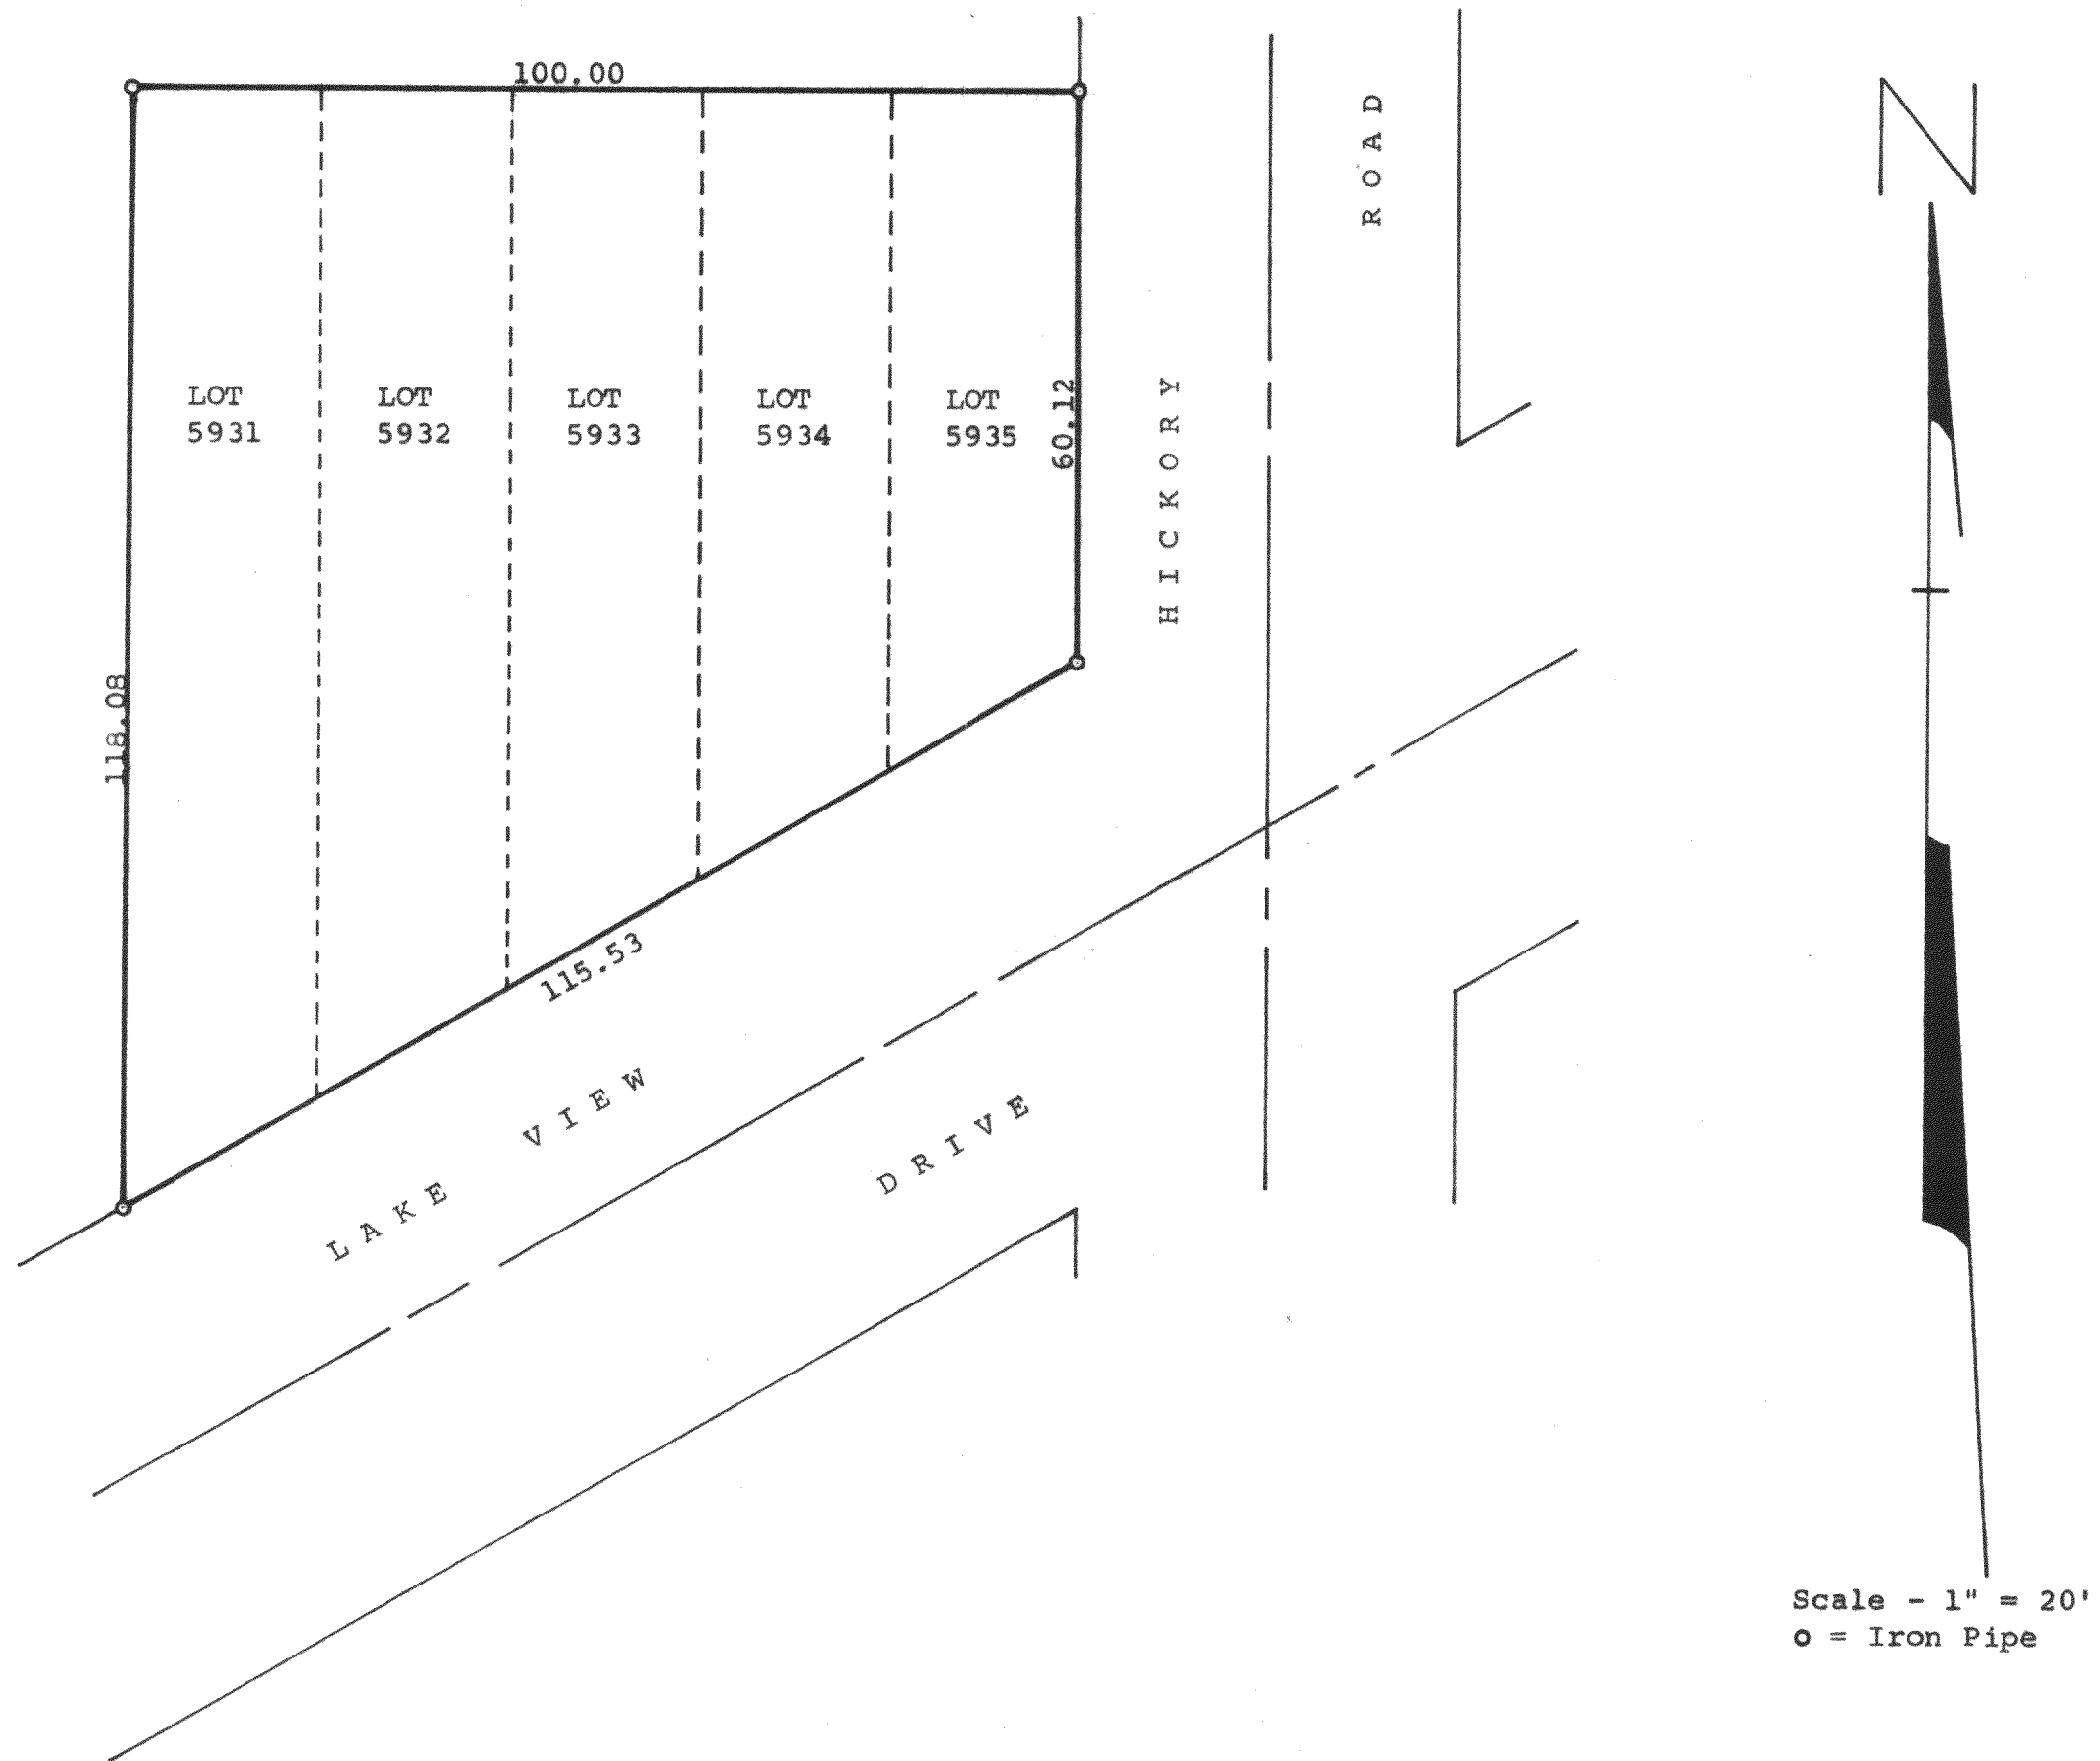 100.00
N
ROAD
LOT
5931
LOT
5932
LOT
5933
LOT
5934
LOT
5935
60.12
HICKORY
118.08
115.53
LAKE VIEW DRIVE
Scale - 1" = 20'
o = Iron Pipe